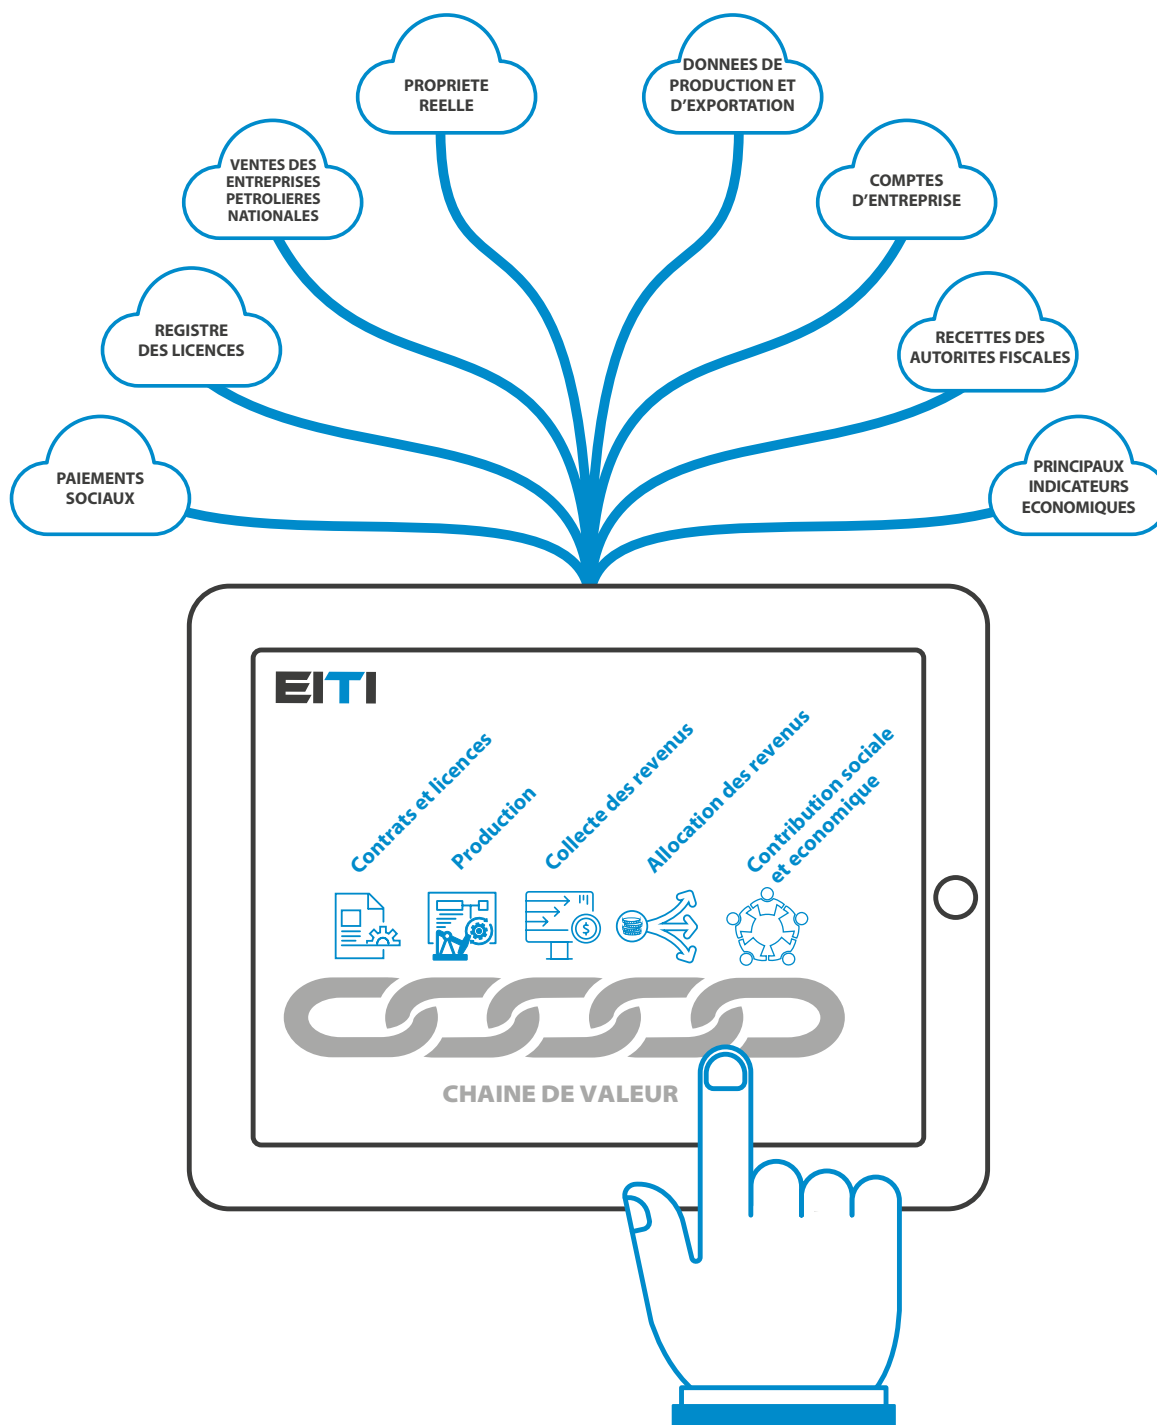 PROPRIETE
REELLE
DONNEES DE
PRODUCTION ET
D'EXPORTATION
VENTES DES
ENTREPRISES
PETROLIERES
NATIONALES
COMPTES
D'ENTREPRISE
REGISTRE
DES LICENCES
RECETTES DES
AUTORITES FISCALES
PAIEMENTS
SOCIAUX
PRINCIPAUX
INDICATEURS
ECONOMIQUES
EITI
Contrats et licences
Production
Collecte des revenus
Allocation des revenus
Contribution sociale
et economique
$
CHAINE DE VALEUR